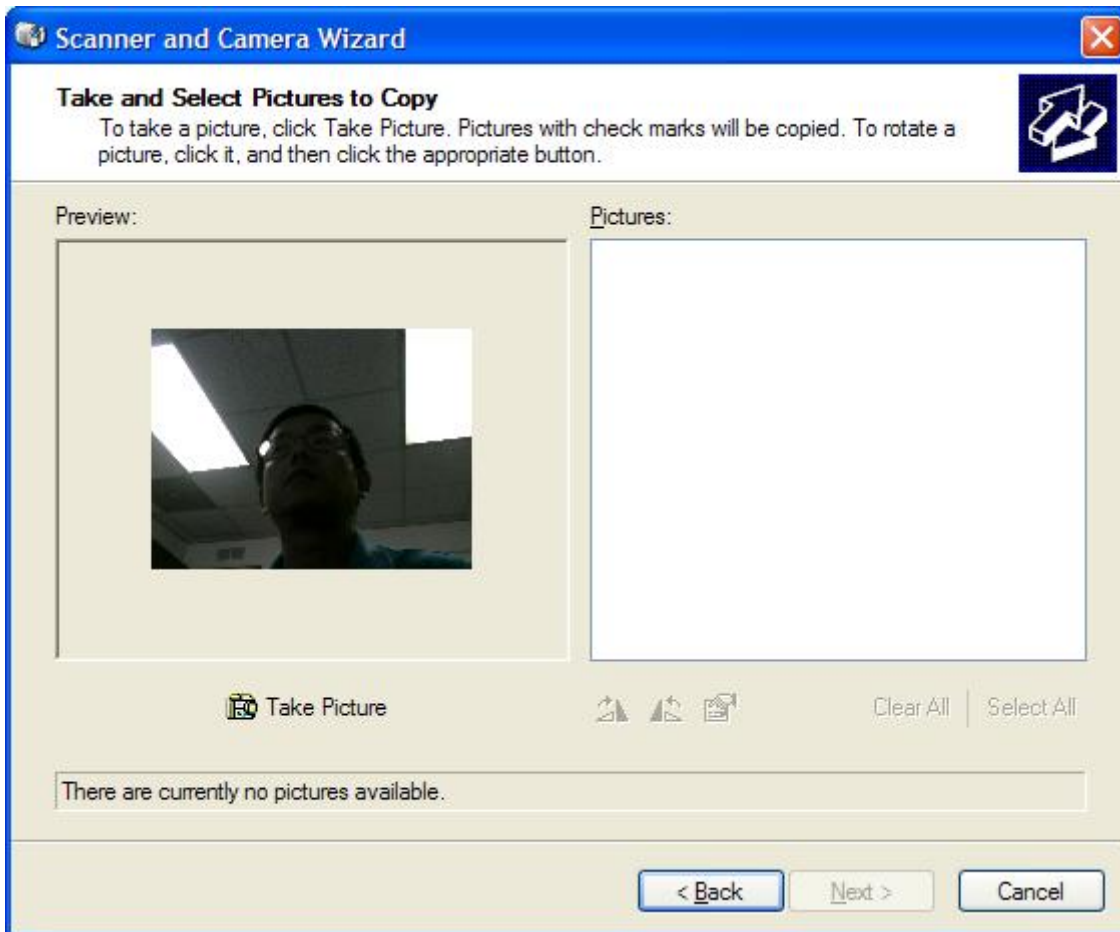 Scanner and Camera Wizard
Take and Select Pictures to Copy
To take a picture, click Take Picture. Pictures with check marks will be copied. To rotate a
picture, click it, and then click the appropriate button.
Preview:
Pictures:
Take Picture
Clear All
Select All
There are currently no pictures available.
< Back
Next >
Cancel